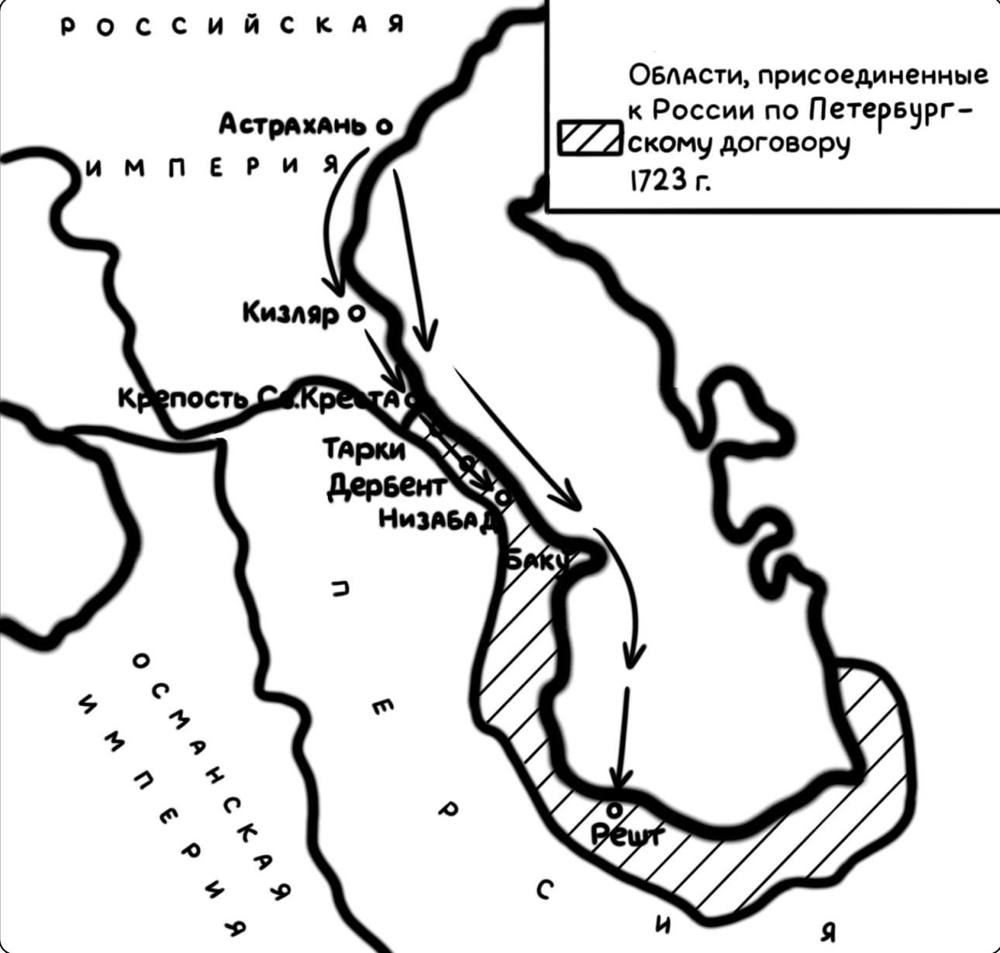 РОССИЙСКАЯ
Области, присоединенные
к России по Петербург-
скому договору
1723 г.
Астрахань
ИМПЕРИЯ
Кизляр
Крепость Св.Креста
Тарки
Дербент
Низабад
Баку
ПЕРСИЯ
ОСМАНСКАЯ
ИМПЕРИЯ
Решт